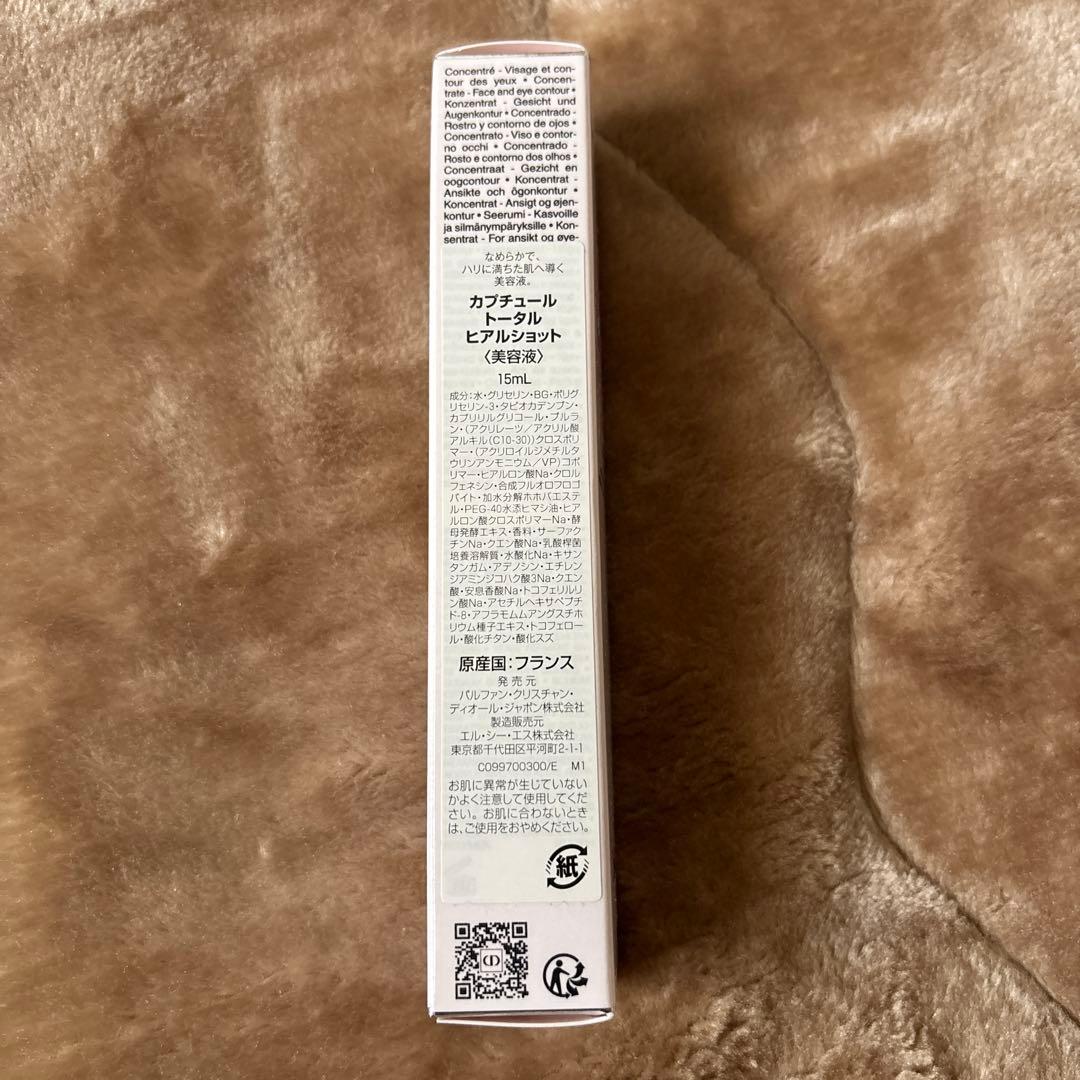 Concentré - Visage et con-
tour des yeux • Concen-
trate - Face and eye contour •
Konzentrat - Gesicht und
Augenkontur • Concentrado -
Rostro y contorno de ojos •
Concentrato - Viso e contor-
no occhi • Concentrado -
Rosto e contorno dos olhos •
Concentraat - Gezicht en
oogcontour • Koncentrat -
Ansikte och ögonkontur •
Koncentrat - Ansigt og øjen-
kontur • Seerumi - Kasvoille
ja silmänympäryksille • Kon-
sentrat - For ansikt og øye-
なめらかで、
ハリに満ちた肌へ導く
美容液。
カプチュール
トータル
ヒアルショット
〈美容液〉
15mL
成分：水・グリセリン・BG・ポリグ
リセリン-3・タピオカデンプン・
カプリリルグリコール・プルラ
ン・（アクリレーツ／アクリル酸
アルキル(C10-30)）クロスポリ
マー・（アクリロイルジメチルタ
ウリンアンモニウム／VP）コポ
リマー・ヒアルロン酸Na・クロル
フェネシン・合成フルオロフロゴ
パイト・加水分解ホホバエステ
ル・PEG-40水添ヒマシ油・ヒア
ルロン酸クロスポリマーNa・酵
母発酵エキス・香料・サーファク
チンNa・クエン酸Na・乳酸桿菌
培養溶解質・水酸化Na・キサン
タンガム・アデノシン・エチレン
ジアミンジコハク酸3Na・クエン
酸・安息香酸Na・トコフェリルリ
ン酸Na・アセチルヘキサペプチ
ド-8・アフラモムアングスチホ
リウム種子エキス・トコフェロー
ル・酸化チタン・酸化スズ
原産国：フランス
発売元
パルファン・クリスチャン・
ディオール・ジャポン株式会社
製造販売元
エル・シー・エス株式会社
東京都千代田区平河町2-1-1
C099700300/E M1
お肌に異常が生じていない
かよく注意して使用してくだ
さい。お肌に合わないとき
は、ご使用をおやめください。
紙
CD